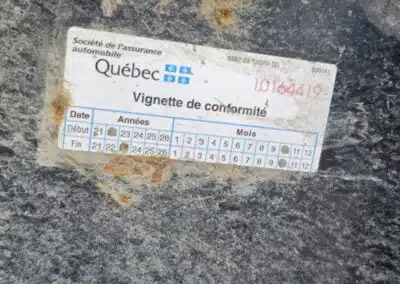 Société de l'assurance
automobile
Québec
10164419
Vignette de conformité
Date Années Mois
Début 21 23 24 25 26 1 2 3 4 5 6 7 8 9 11 12
Fin 21 22 24 25 26 1 2 3 4 5 6 7 8 9 11 12